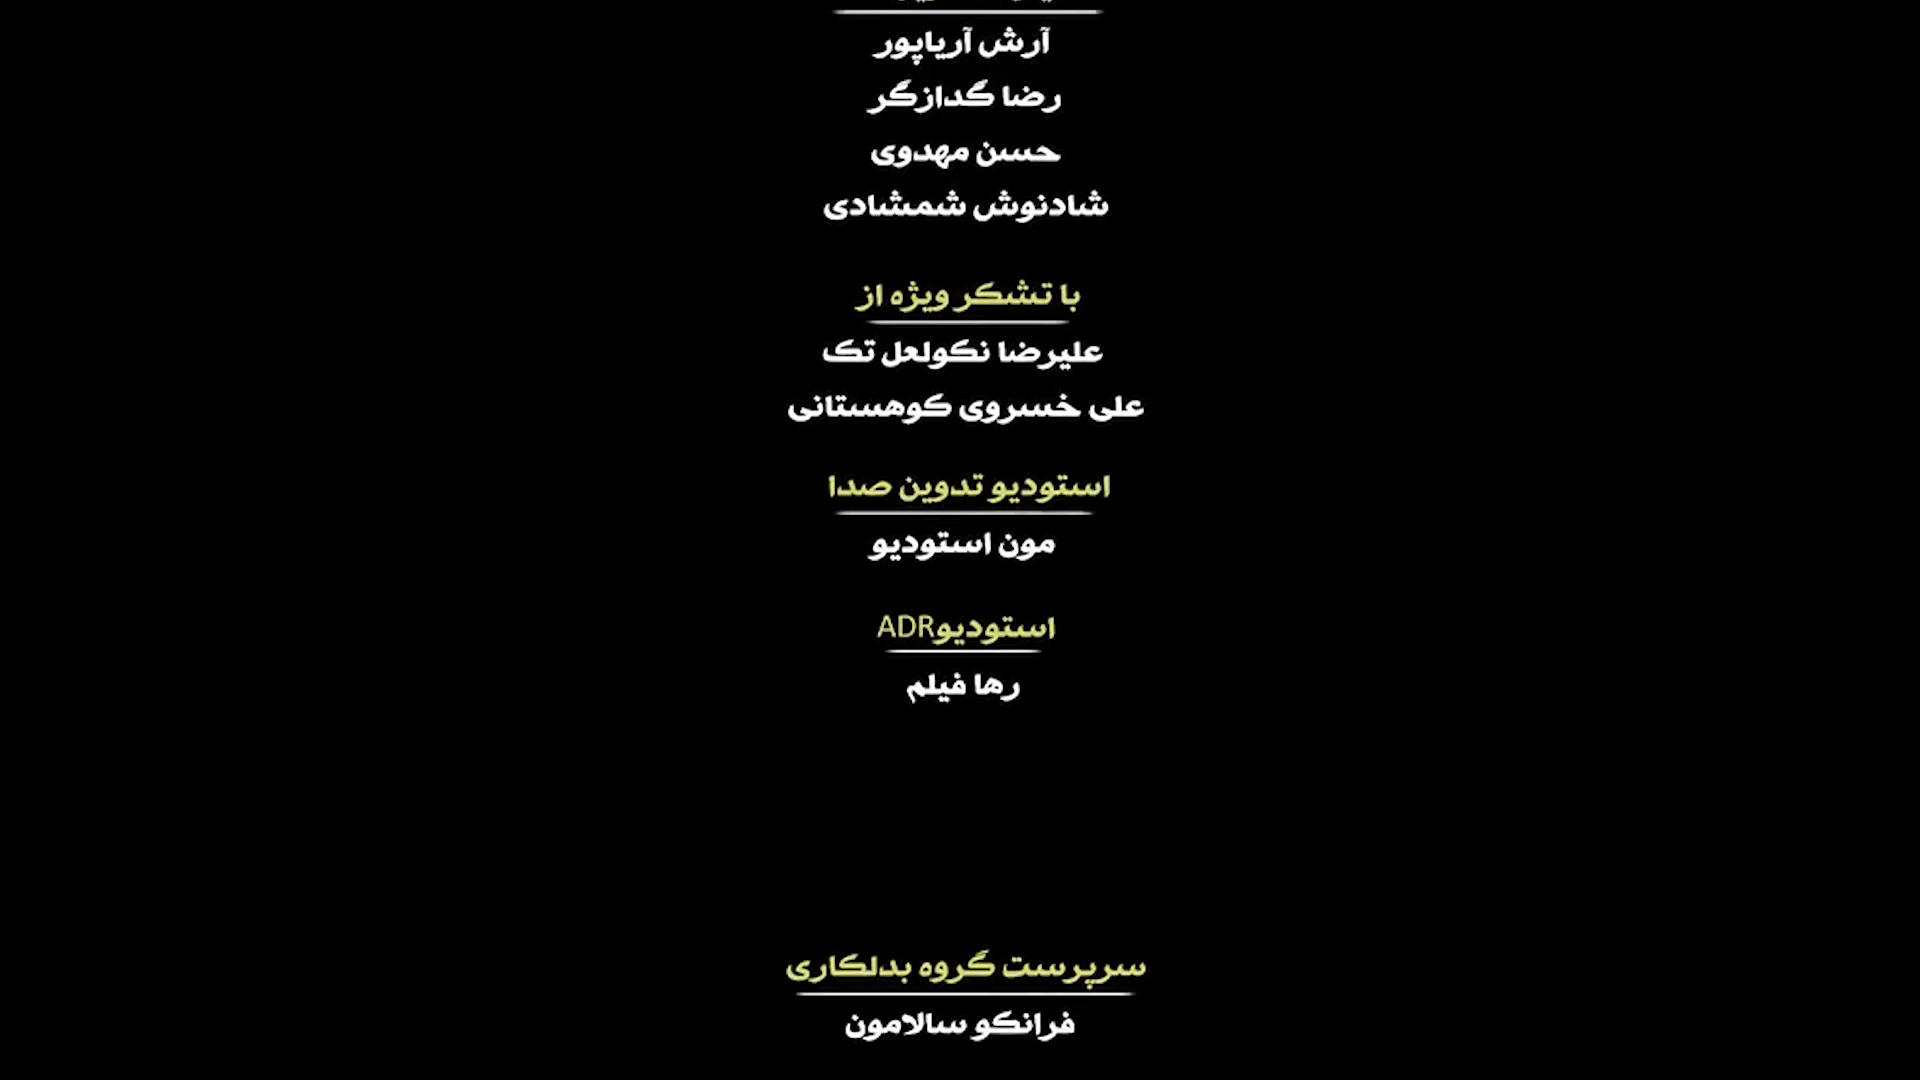 آرش آریاپور
رضا گدازگر
حسن مهدوی
شادنوش شمشادی
با تشکر ویژه از
علیرضا نکولعل تک
علی خسروی کوهستانی
استودیو تدوین صدا
مون استودیو
استودیوADR
رها فیلم
سرپرست گروه بدلکاری
فرانکو سالامون